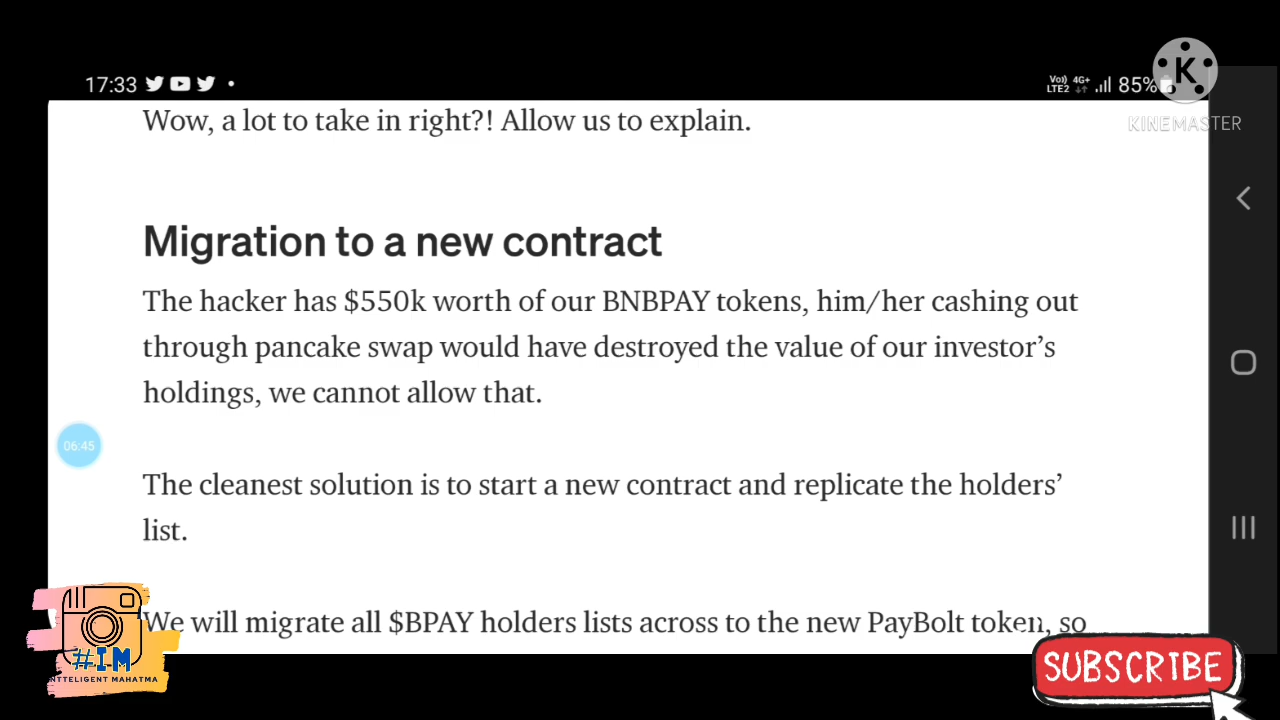 17:33
Vo)) 4G+
LTE2
85%
K
KINEMASTER
Wow, a lot to take in right?! Allow us to explain.
Migration to a new contract
The hacker has $550k worth of our BNBPAY tokens, him/her cashing out
through pancake swap would have destroyed the value of our investor’s
holdings, we cannot allow that.
06:45
The cleanest solution is to start a new contract and replicate the holders’
list.
We will migrate all $BPAY holders lists across to the new PayBolt token, so
#IM
NTTELIGENT MAHATMA
SUBSCRIBE